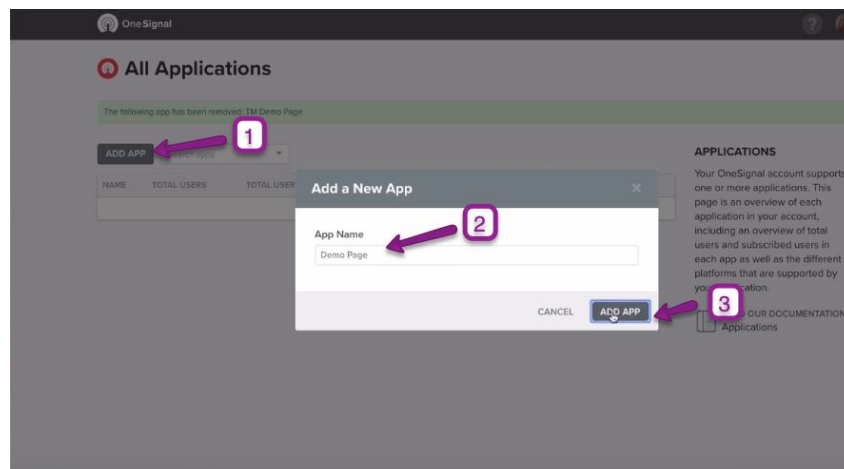 OneSignal
?
All Applications
The following app has been removed: TM Demo Page
1
ADD APP
apps
NAME TOTAL USERS TOTAL USER
Add a New App
×
App Name
2
Demo Page
CANCEL
ADD APP
3
APPLICATIONS
Your OneSignal account supports
one or more applications. This
page is an overview of each
application in your account,
including an overview of total
users and subscribed users in
each app as well as the different
platforms that are supported by
OUR DOCUMENTATION
Applications